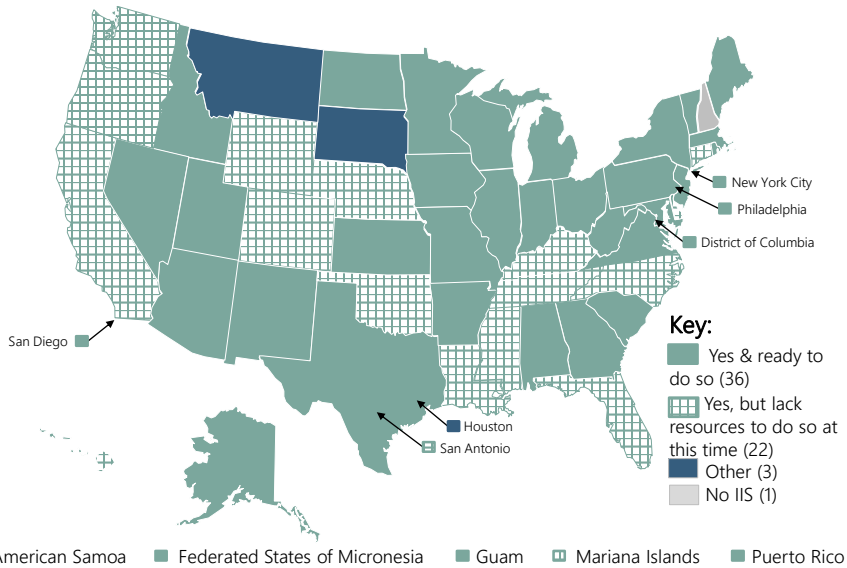 New York City
Philadelphia
District of Columbia
San Diego
Houston
San Antonio
Key:
Yes & ready to
do so (36)
Yes, but lack
resources to do so at
this time (22)
Other (3)
No IIS (1)
American Samoa Federated States of Micronesia Guam Mariana Islands Puerto Rico